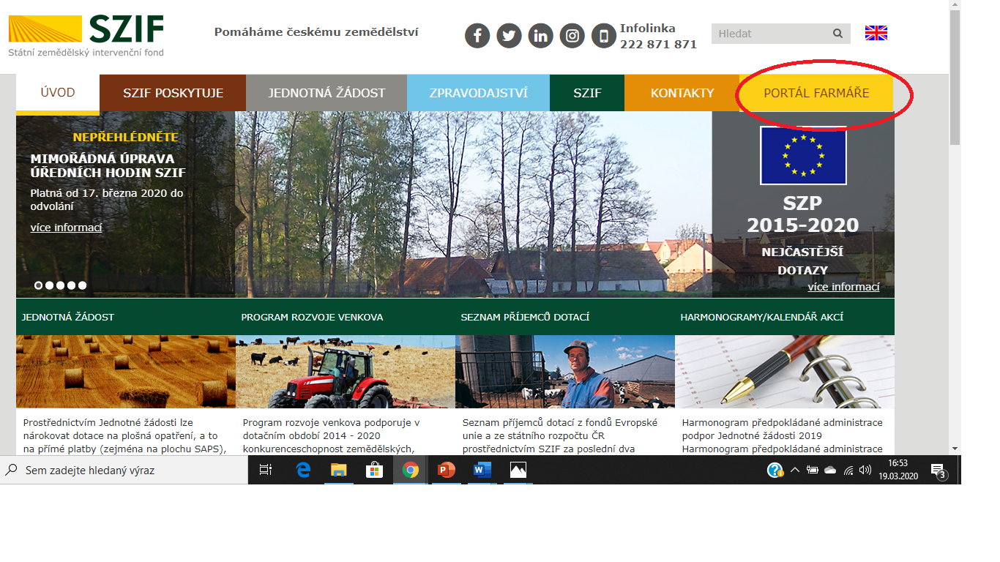 SZIF
Státní zemědělský intervenční fond
Pomáháme českému zemědělství
Infolinka
222 871 871
Hledat
ÚVOD
SZIF POSKYTUJE
JEDNOTNÁ ŽÁDOST
ZPRAVODAJSTVÍ
SZIF
KONTAKTY
PORTÁL FARMÁŘE
NEPŘEHLÉDNĚTE
MIMOŘÁDNÁ ÚPRAVA
ÚŘEDNÍCH HODIN SZIF
Platná od 17. března 2020 do
odvolání
více informací
SZP
2015-2020
NEJČASTĚJŠÍ
DOTAZY
více informací
JEDNOTNÁ ŽÁDOST
Prostřednictvím Jednotné žádosti lze
nárokovat dotace na plošná opatření, a to
na přímé platby (zejména na plochu SAPS),
PROGRAM ROZVOJE VENKOVA
Program rozvoje venkova podporuje v
dotačním období 2014 - 2020
konkurenceschopnost zemědělských,
SEZNAM PŘÍJEMCŮ DOTACÍ
Seznam příjemců dotací z fondů Evropské
unie a ze státního rozpočtu ČR
prostřednictvím SZIF za poslední dva
HARMONOGRAMY/KALENDÁŘ AKCÍ
Harmonogram předpokládané administrace
podpor Jednotné žádosti 2019
Harmonogram předpokládané administrace
Sem zadejte hledaný výraz
16:53
19.03.2020
3